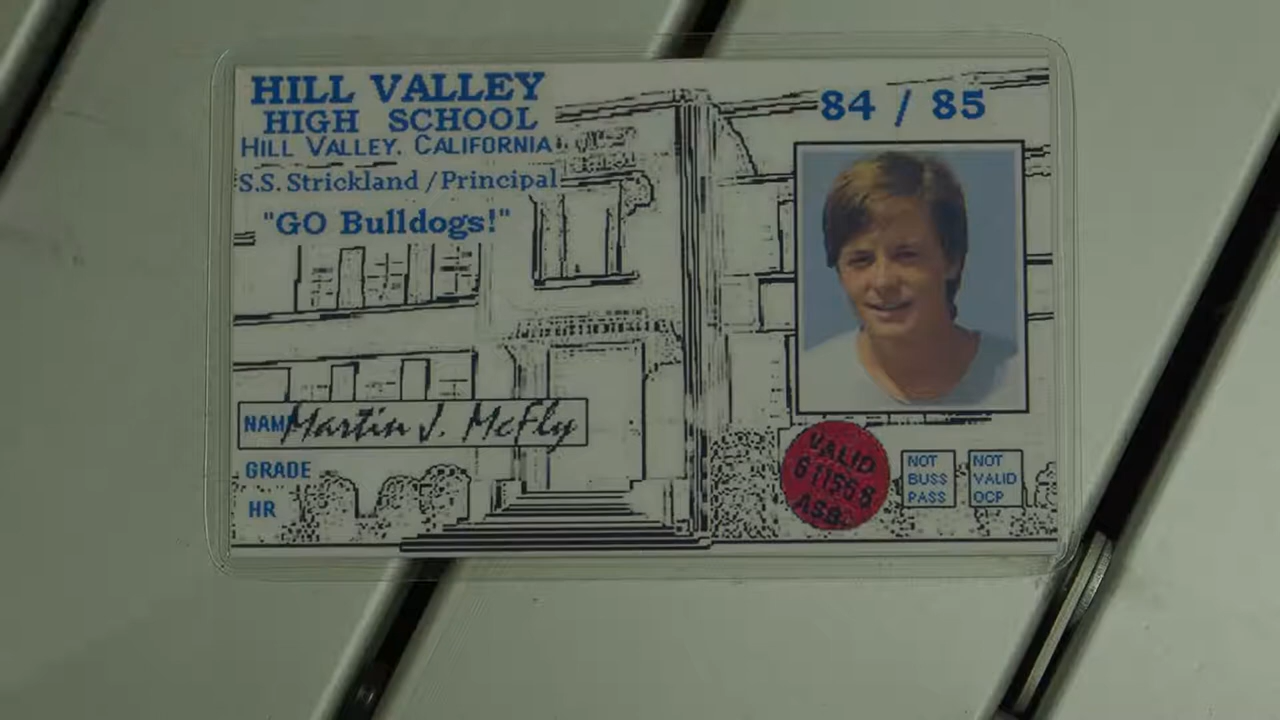 HILL VALLEY
HIGH SCHOOL
HILL VALLEY, CALIFORNIA
S.S. Strickland / Principal
"GO Bulldogs!"
84 / 85
NAME Martin J. McFly
GRADE
HR
VALID
611568
ASB.
NOT
BUSS
PASS
NOT
VALID
OCP